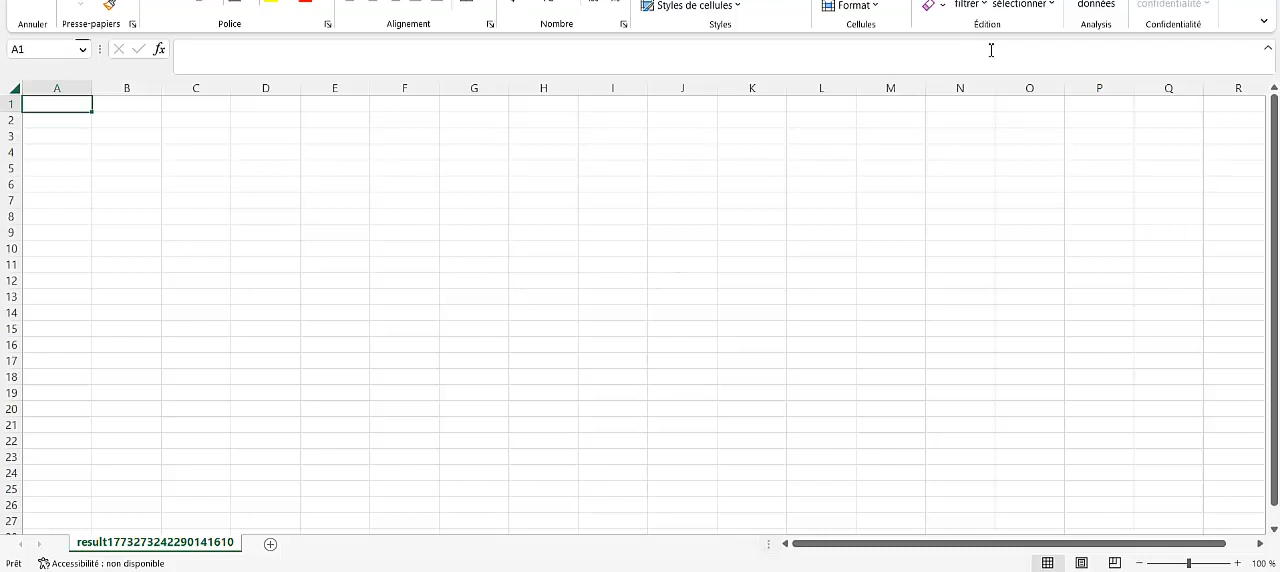 Styles de cellules
Format
filtrer sélectionner
données
confidentialité
Annuler Presse-papiers Police Alignement Nombre Styles Cellules Édition Analysis Confidentialité
A1 fx
A B C D E F G H I J K L M N O P Q R
1
2
3
4
5
6
7
8
9
10
11
12
13
14
15
16
17
18
19
20
21
22
23
24
25
26
27
result1773273242290141610
Prêt Accessibilité : non disponible 100 %